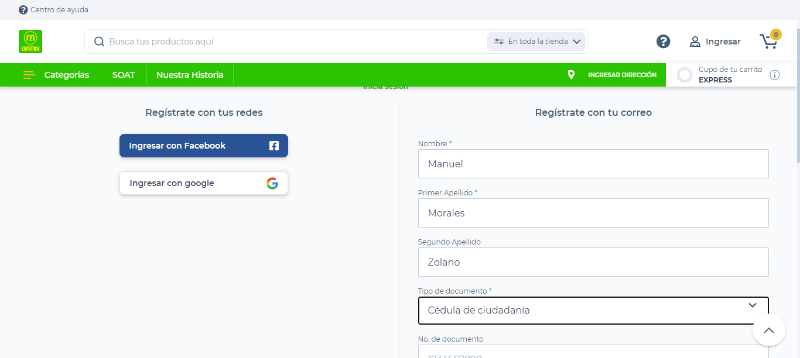 Centro de ayuda
Busca tus productos aquí
En toda la tienda
Ingresar
0
Categorías
SOAT
Nuestra Historia
INGRESAR DIRECCIÓN
Cupo de tu carrito
EXPRESS
Inicia sesión
Regístrate con tus redes
Ingresar con Facebook
Ingresar con google
Regístrate con tu correo
Nombre *
Manuel
Primer Apellido *
Morales
Segundo Apellido
Zolano
Tipo de documento *
Cédula de ciudadanía
No. de documento